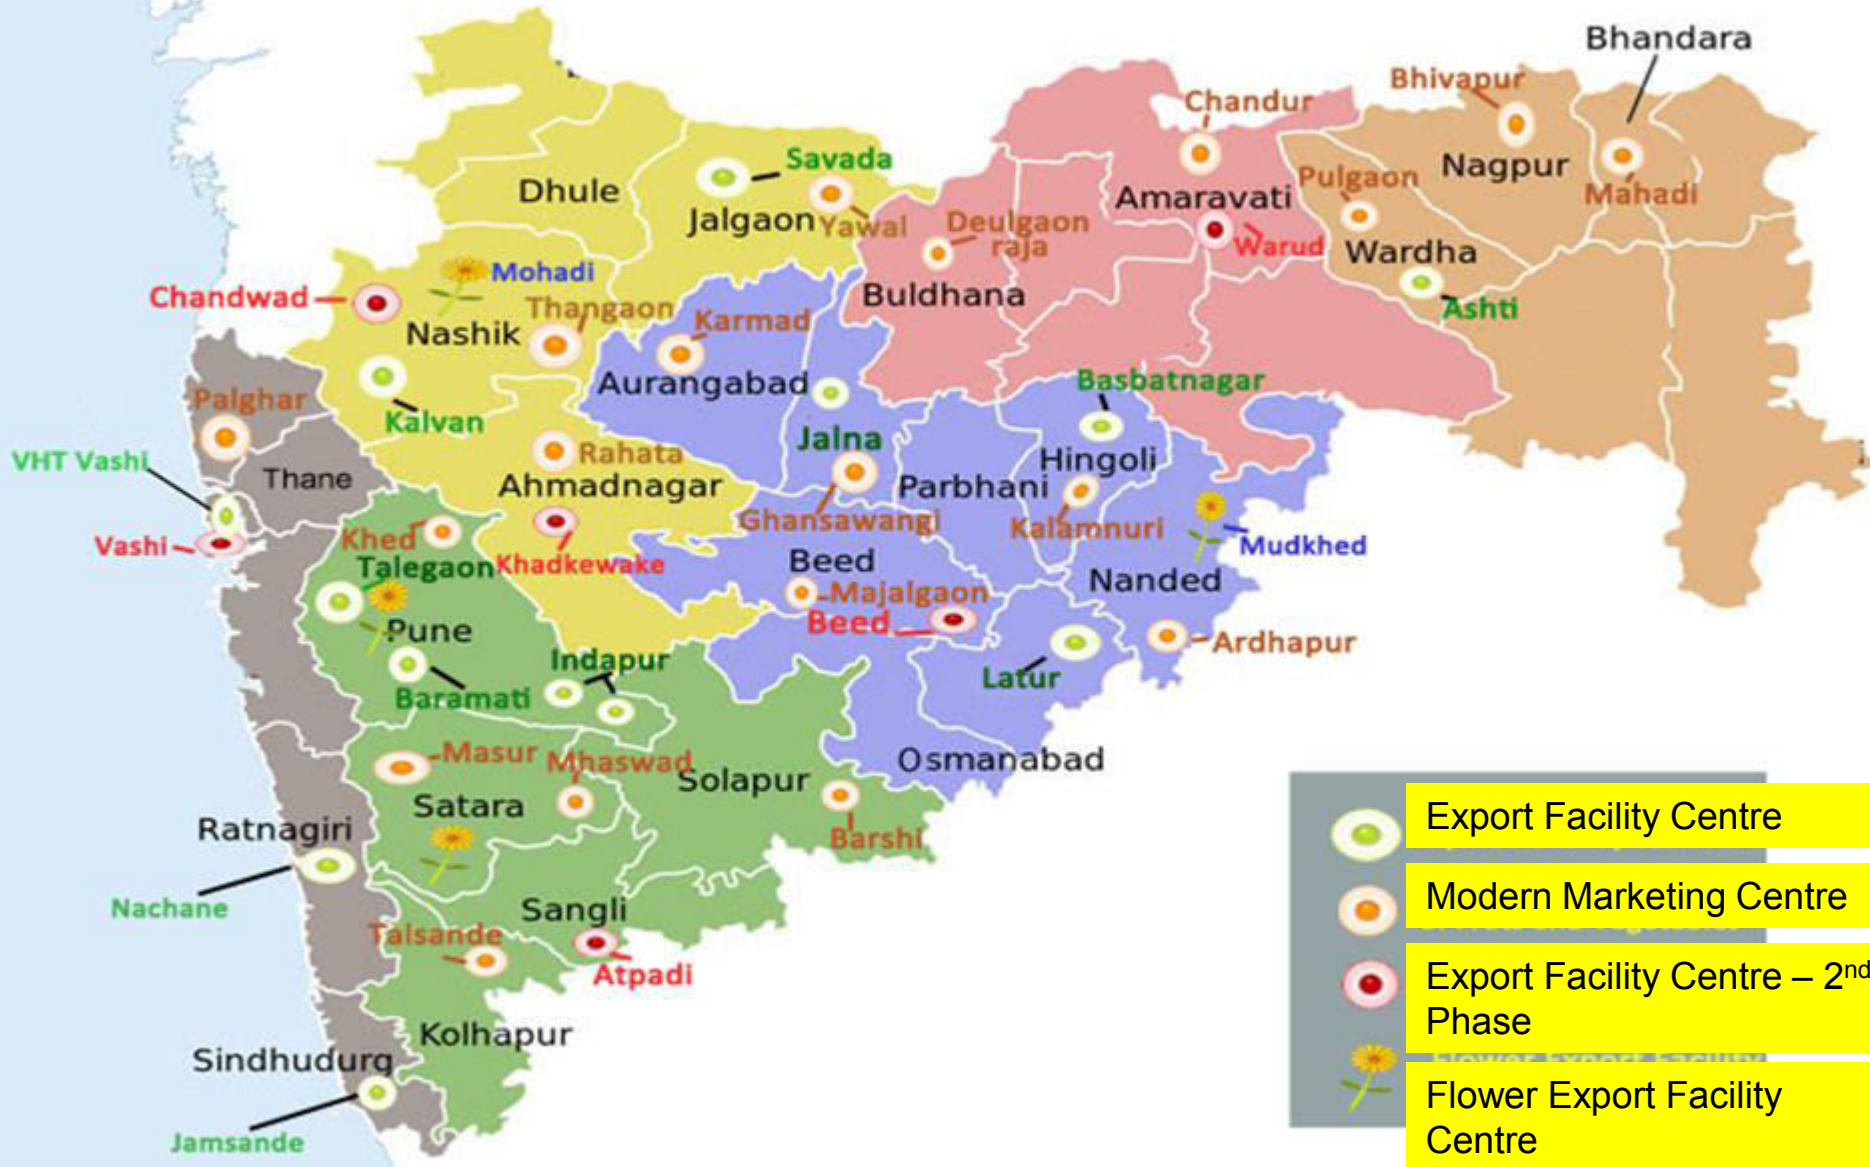 Bhandara
Bhivapur
Chandur
Savada
Nagpur
Pulgaon
Mahadi
Dhule
Amaravati
Jalgaon
Yawal
Deulgaon
raja
Warud
Wardha
Mohadi
Chandwad
Thangaon
Buldhana
Ashti
Karmad
Nashik
Aurangabad
Basbatnagar
Palghar
Kalvan
Jalna
VHT Vashi
Rahata
Hingoli
Thane
Ahmadnagar
Parbhani
Ghansawangi
Kalamnuri
Vashi
Khed
Mudkhed
Talegaon
Khadkewake
Beed
Nanded
Majalgaon
Beed
Pune
Ardhapur
Indapur
Latur
Baramati
Masur
Mhaswad
Osmanabad
Solapur
Satara
Ratnagiri
Barshi
Nachane
Sangli
Talsande
Atpadi
Kolhapur
Sindhudurg
Jamsande
Export Facility Centre
Modern Marketing Centre
Export Facility Centre – 2nd
Phase
Flower Export Facility
Flower Export Facility
Centre